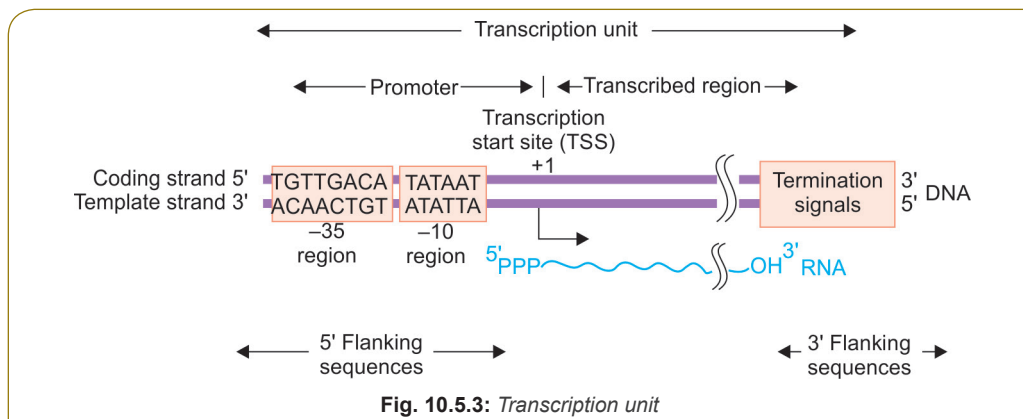 Transcription unit
Promoter Transcribed region
Transcription
start site (TSS)
+1
Coding strand 5' TGTTGACA TATAAT Termination signals 3' DNA
Template strand 3' ACAACTGT ATATTA 5'
–35 region –10 region
5'PPP OH3' RNA
5' Flanking sequences 3' Flanking sequences
Fig. 10.5.3: Transcription unit